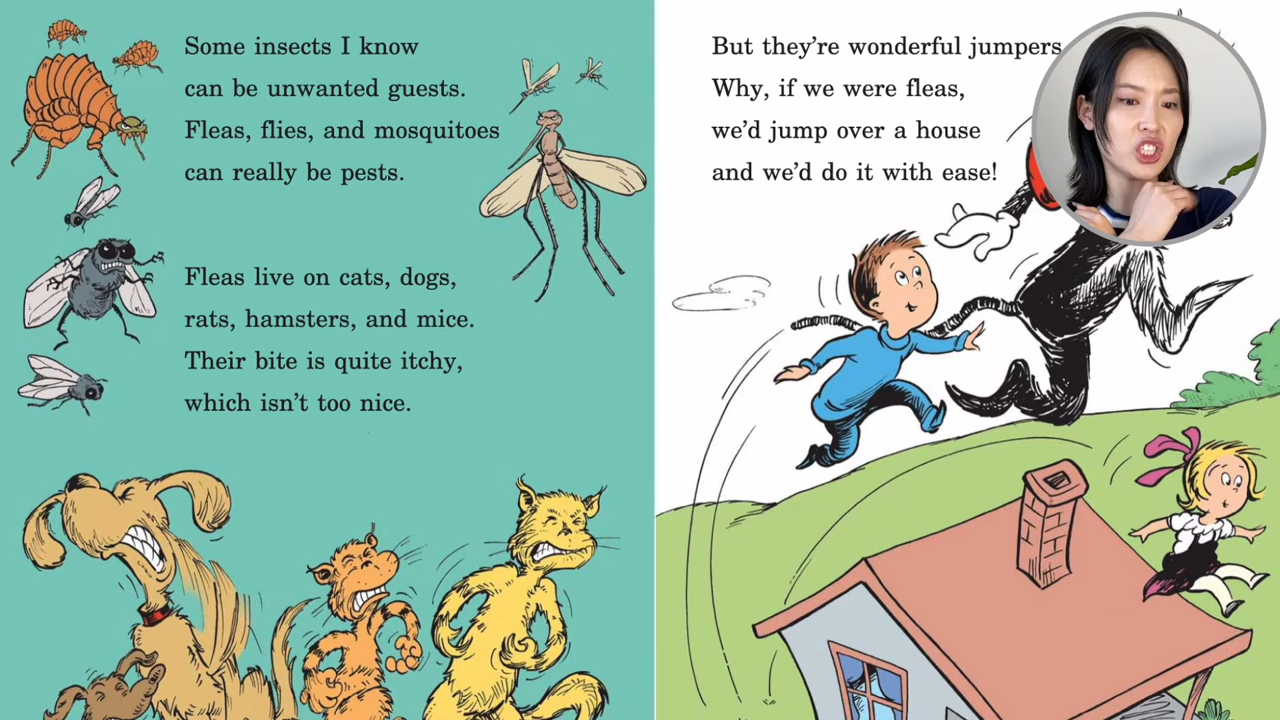 Some insects I know
can be unwanted guests.
Fleas, flies, and mosquitoes
can really be pests.
Fleas live on cats, dogs,
rats, hamsters, and mice.
Their bite is quite itchy,
which isn't too nice.
But they're wonderful jumpers
Why, if we were fleas,
we'd jump over a house
and we'd do it with ease!